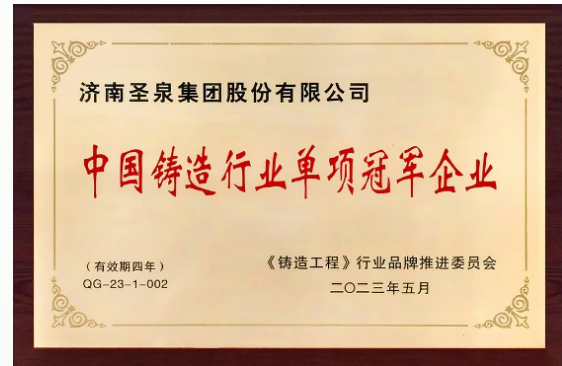 济南圣泉集团股份有限公司
中国铸造行业单项冠军企业
（有效期四年）
QG-23-1-002
《铸造工程》行业品牌推进委员会
二〇二三年五月